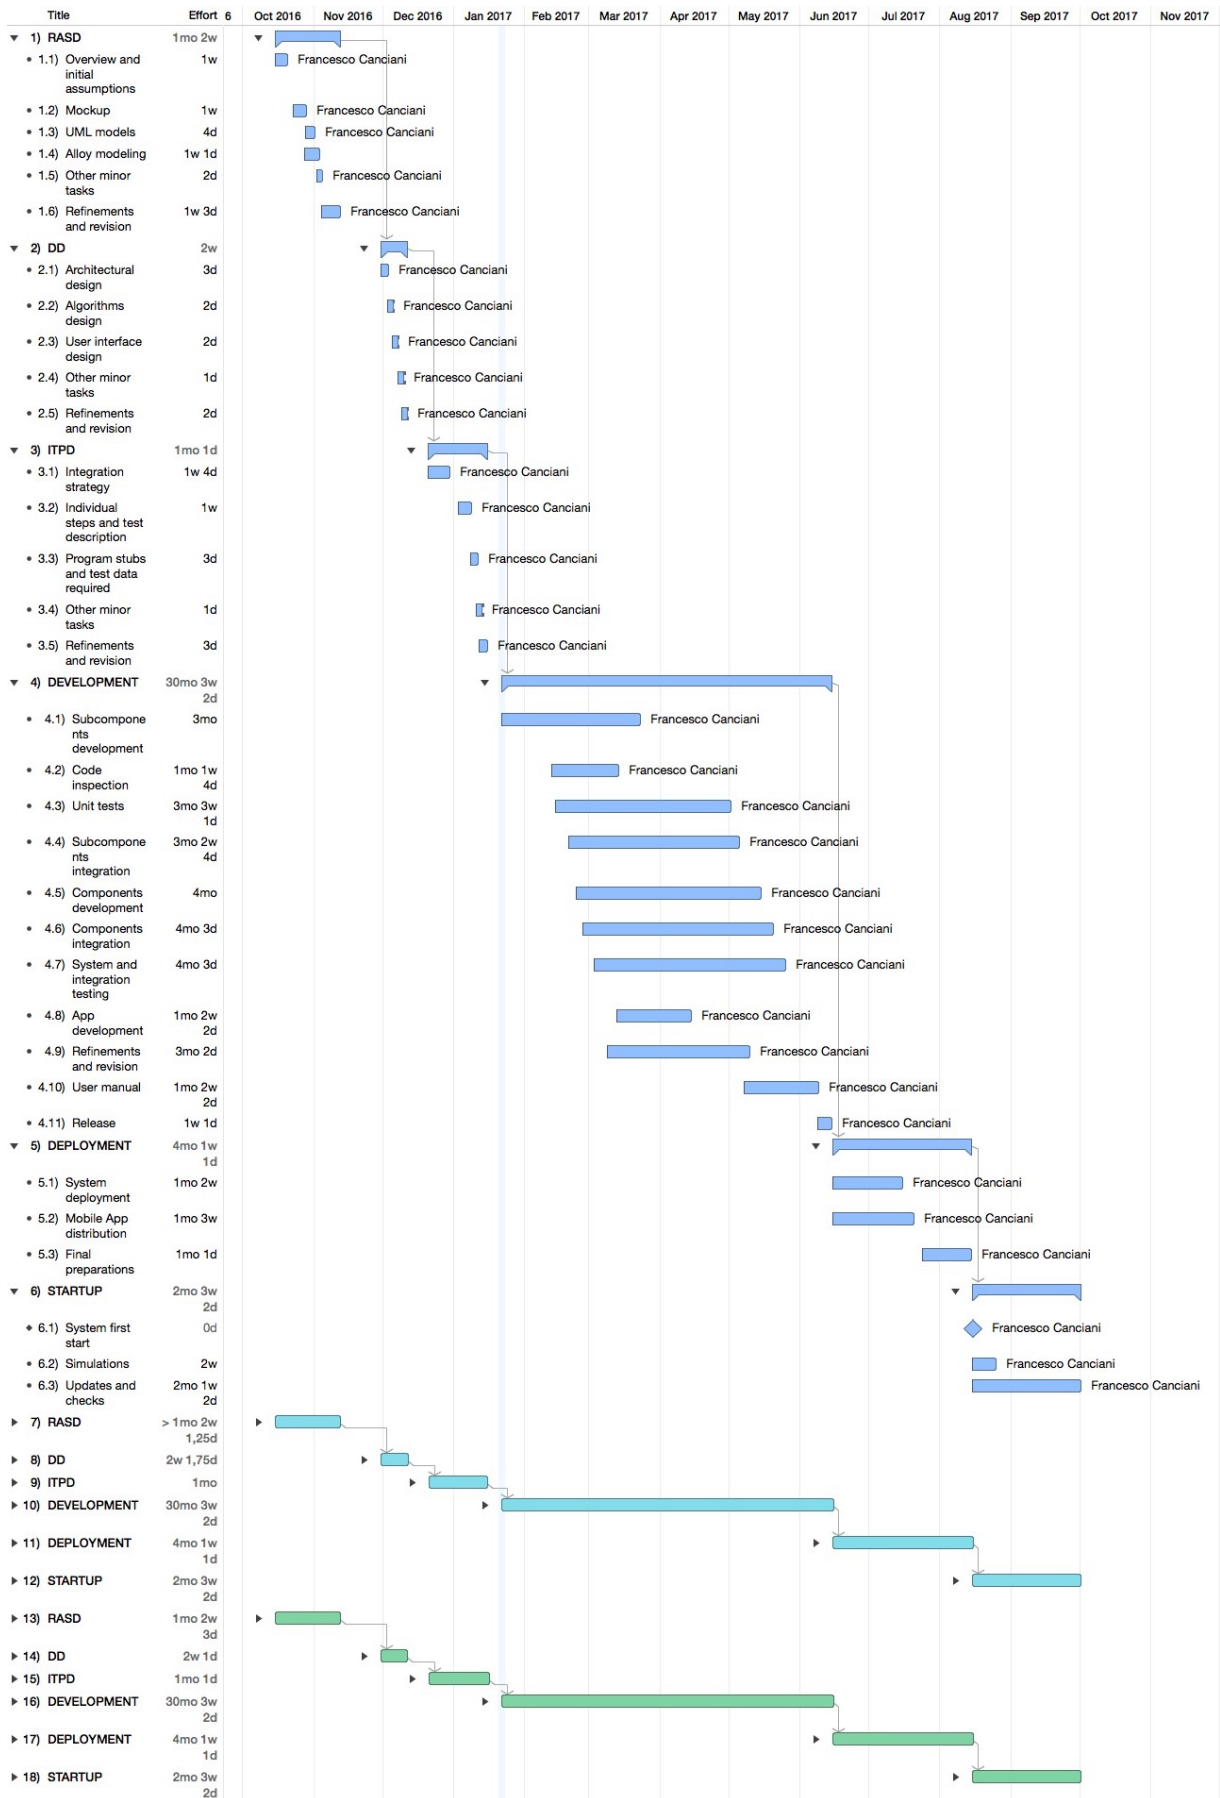 Title Effort 6 Oct 2016 Nov 2016 Dec 2016 Jan 2017 Feb 2017 Mar 2017 Apr 2017 May 2017 Jun 2017 Jul 2017 Aug 2017 Sep 2017 Oct 2017 Nov 2017
1) RASD 1mo 2w
1.1) Overview and 1w Francesco Canciani
initial
assumptions
1.2) Mockup 1w Francesco Canciani
1.3) UML models 4d Francesco Canciani
1.4) Alloy modeling 1w 1d
1.5) Other minor 2d Francesco Canciani
tasks
1.6) Refinements 1w 3d Francesco Canciani
and revision
2) DD 2w
2.1) Architectural 3d Francesco Canciani
design
2.2) Algorithms 2d Francesco Canciani
design
2.3) User interface 2d Francesco Canciani
design
2.4) Other minor 1d Francesco Canciani
tasks
2.5) Refinements 2d Francesco Canciani
and revision
3) ITPD 1mo 1d
3.1) Integration 1w 4d Francesco Canciani
strategy
3.2) Individual 1w Francesco Canciani
steps and test
description
3.3) Program stubs 3d Francesco Canciani
and test data
required
3.4) Other minor 1d Francesco Canciani
tasks
3.5) Refinements 3d Francesco Canciani
and revision
4) DEVELOPMENT 30mo 3w
2d
4.1) Subcompone 3mo Francesco Canciani
nts
development
4.2) Code 1mo 1w Francesco Canciani
inspection 4d
4.3) Unit tests 3mo 3w Francesco Canciani
1d
4.4) Subcompone 3mo 2w Francesco Canciani
nts 4d
integration
4.5) Components 4mo Francesco Canciani
development
4.6) Components 4mo 3d Francesco Canciani
integration
4.7) System and 4mo 3d Francesco Canciani
integration
testing
4.8) App 1mo 2w Francesco Canciani
development 2d
4.9) Refinements 3mo 2d Francesco Canciani
and revision
4.10) User manual 1mo 2w Francesco Canciani
2d
4.11) Release 1w 1d Francesco Canciani
5) DEPLOYMENT 4mo 1w
1d
5.1) System 1mo 2w Francesco Canciani
deployment
5.2) Mobile App 1mo 3w Francesco Canciani
distribution
5.3) Final 1mo 1d Francesco Canciani
preparations
6) STARTUP 2mo 3w
2d
6.1) System first 0d Francesco Canciani
start
6.2) Simulations 2w Francesco Canciani
6.3) Updates and 2mo 1w Francesco Canciani
checks 2d
7) RASD > 1mo 2w
1,25d
8) DD 2w 1,75d
9) ITPD 1mo
10) DEVELOPMENT 30mo 3w
2d
11) DEPLOYMENT 4mo 1w
1d
12) STARTUP 2mo 3w
2d
13) RASD 1mo 2w
3d
14) DD 2w 1d
15) ITPD 1mo 1d
16) DEVELOPMENT 30mo 3w
2d
17) DEPLOYMENT 4mo 1w
1d
18) STARTUP 2mo 3w
2d